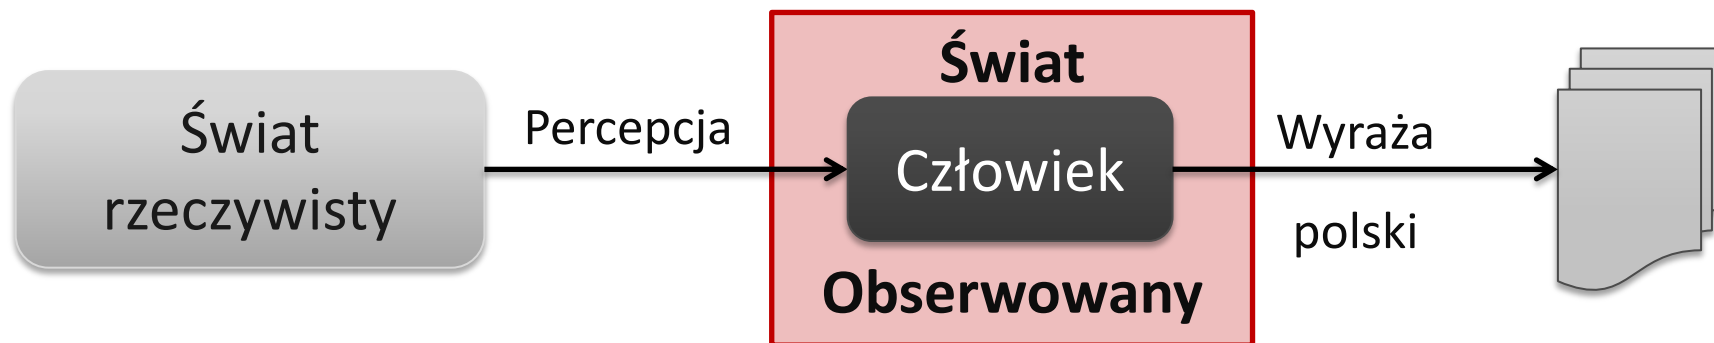 Świat
rzeczywisty
Percepcja
Świat
Człowiek
Obserwowany
Wyraża
polski